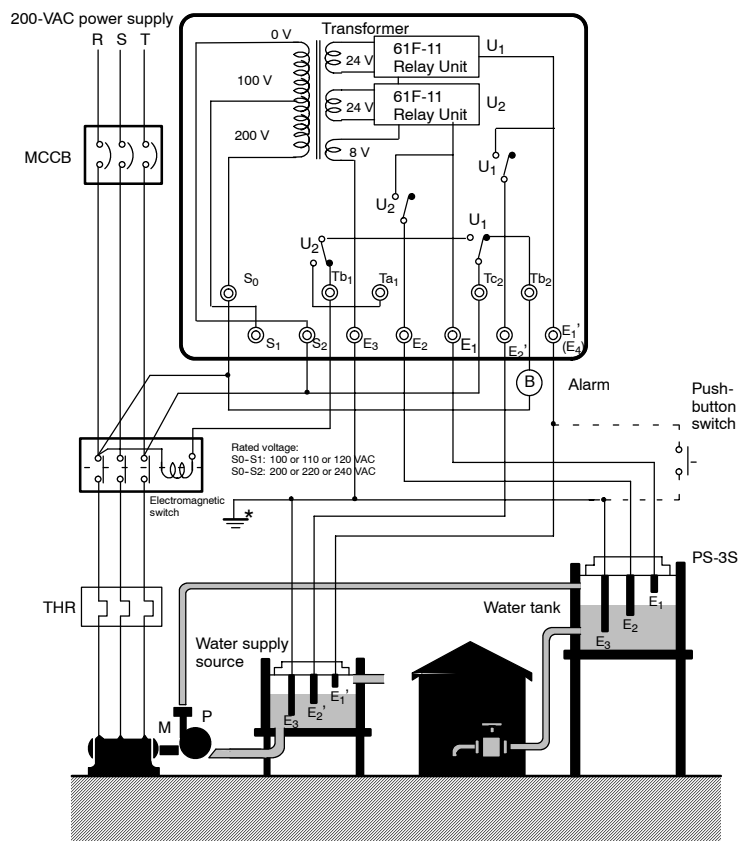 200-VAC power supply
R S T
MCCB
Transformer
0 V
100 V
200 V
24 V
24 V
8 V
61F-11
Relay Unit
U1
61F-11
Relay Unit
U2
U1
U2
U1
U2
S0
Tb1
Ta1
Tc2
Tb2
S1
S2
E3
E2
E1
E2'
E1'
(E4)
B
Alarm
Push-
button
switch
Rated voltage:
S0-S1: 100 or 110 or 120 VAC
S0-S2: 200 or 220 or 240 VAC
Electromagnetic
switch
*
PS-3S
THR
Water tank
E1
E2
E3
Water supply
source
E1'
E2'
E3
M
P